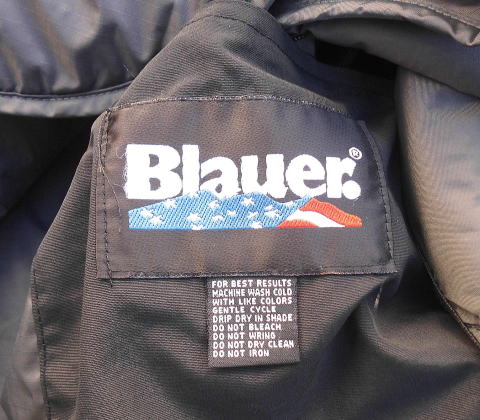 Blauer.®
FOR BEST RESULTS
MACHINE WASH COLD
WITH LIKE COLORS
GENTLE CYCLE
DRIP DRY IN SHADE
DO NOT BLEACH
DO NOT WRING
DO NOT DRY CLEAN
DO NOT IRON